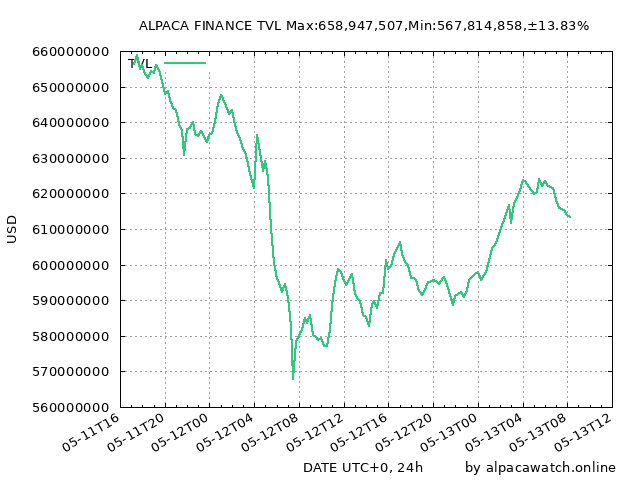 ALPACA FINANCE TVL Max:658,947,507,Min:567,814,858,±13.83%
TVL
660000000
650000000
640000000
630000000
620000000
610000000
600000000
590000000
580000000
570000000
560000000
USD
05-11T16
05-11T20
05-12T00
05-12T04
05-12T08
05-12T12
05-12T16
05-12T20
05-13T00
05-13T04
05-13T08
05-13T12
DATE UTC+0, 24h
by alpacawatch.online